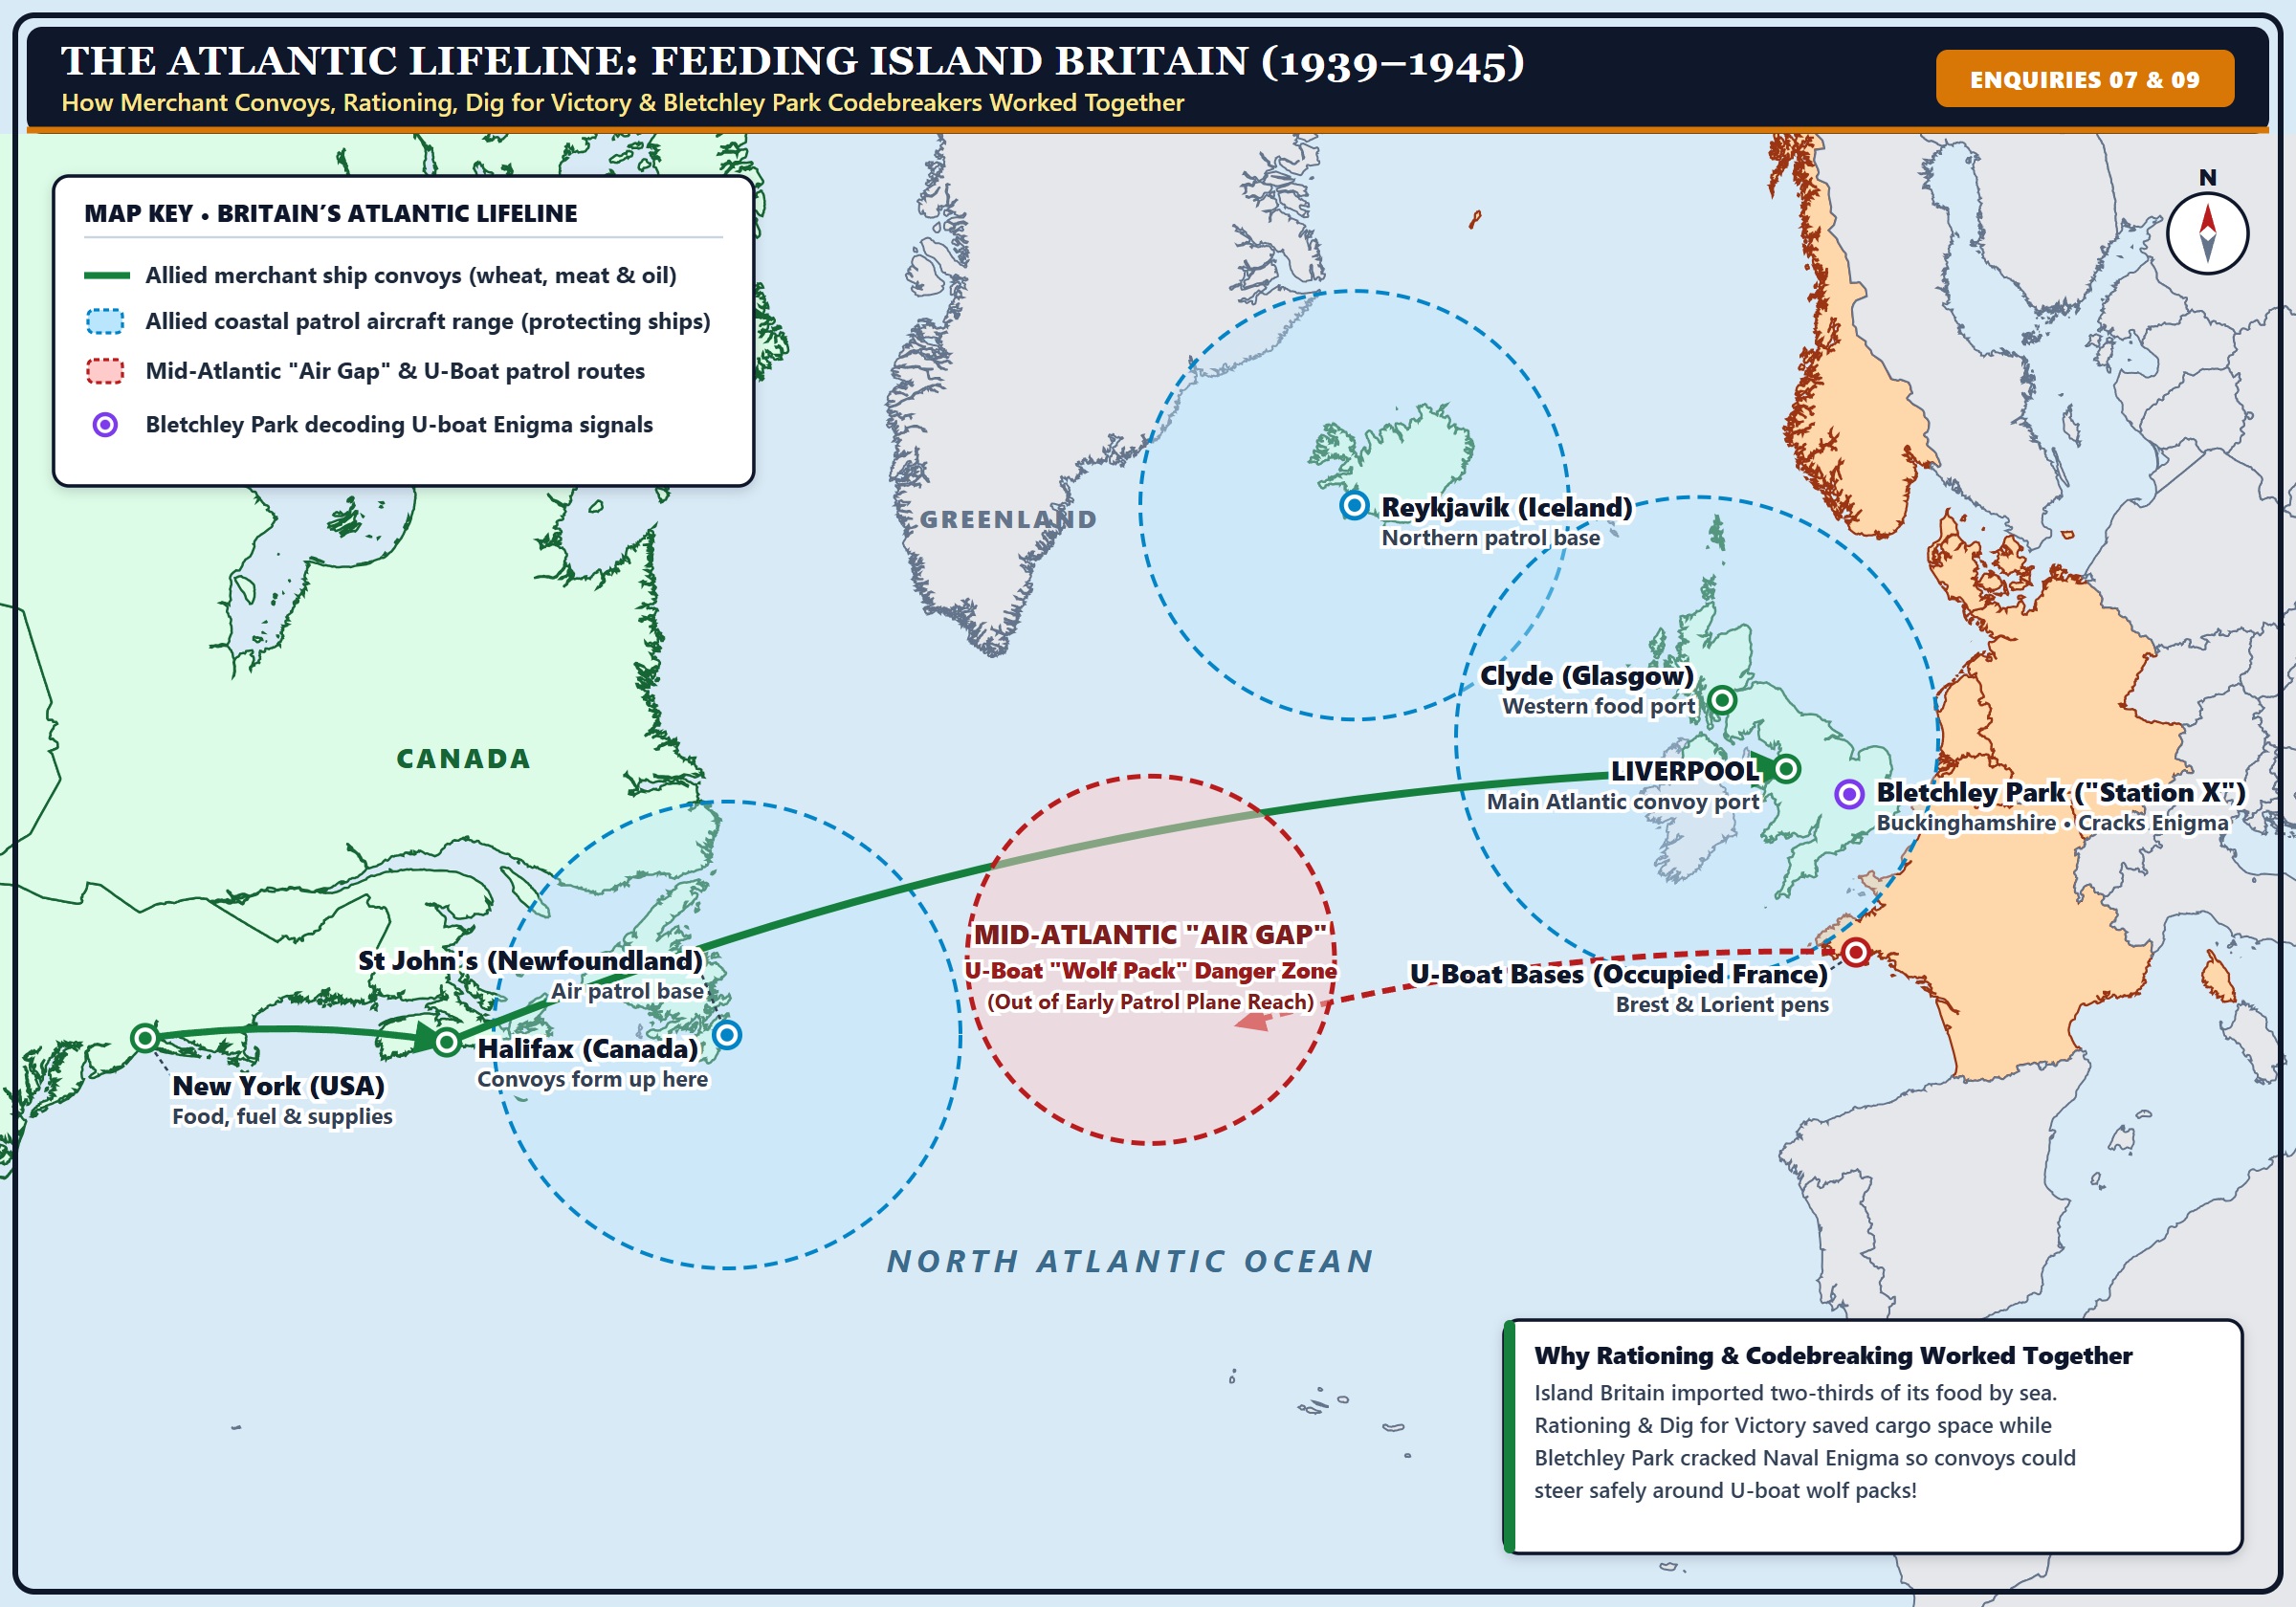 THE ATLANTIC LIFELINE: FEEDING ISLAND BRITAIN (1939–1945)
How Merchant Convoys, Rationing, Dig for Victory & Bletchley Park Codebreakers Worked Together
ENQUIRIES 07 & 09
MAP KEY • BRITAIN'S ATLANTIC LIFELINE
Allied merchant ship convoys (wheat, meat & oil)
Allied coastal patrol aircraft range (protecting ships)
Mid-Atlantic "Air Gap" & U-Boat patrol routes
Bletchley Park decoding U-boat Enigma signals
N
GREENLAND
Reykjavik (Iceland)
Northern patrol base
Clyde (Glasgow)
Western food port
CANADA
LIVERPOOL
Main Atlantic convoy port
Bletchley Park ("Station X")
Buckinghamshire • Cracks Enigma
MID-ATLANTIC "AIR GAP"
U-Boat "Wolf Pack" Danger Zone
(Out of Early Patrol Plane Reach)
St John's (Newfoundland)
Air patrol base
U-Boat Bases (Occupied France)
Brest & Lorient pens
Halifax (Canada)
Convoys form up here
New York (USA)
Food, fuel & supplies
NORTH ATLANTIC OCEAN
Why Rationing & Codebreaking Worked Together
Island Britain imported two-thirds of its food by sea.
Rationing & Dig for Victory saved cargo space while
Bletchley Park cracked Naval Enigma so convoys could
steer safely around U-boat wolf packs!